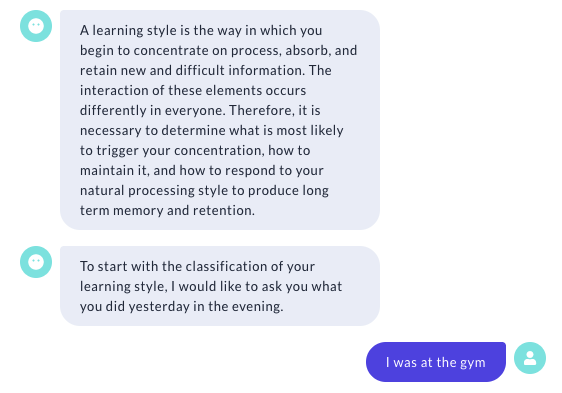 A learning style is the way in which you
begin to concentrate on process, absorb, and
retain new and difficult information. The
interaction of these elements occurs
differently in everyone. Therefore, it is
necessary to determine what is most likely
to trigger your concentration, how to
maintain it, and how to respond to your
natural processing style to produce long
term memory and retention.
To start with the classification of your
learning style, I would like to ask you what
you did yesterday in the evening.
I was at the gym